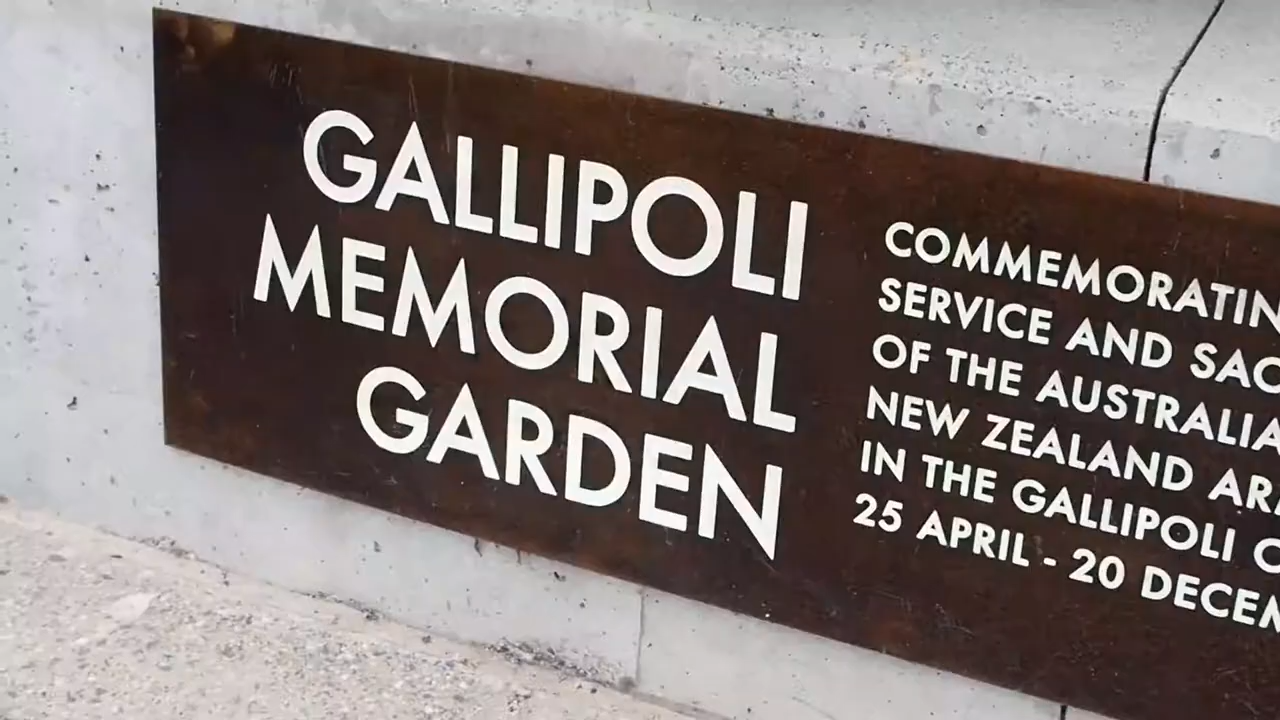 GALLIPOLI
MEMORIAL
GARDEN
COMMEMORATIN
SERVICE AND SAC
OF THE AUSTRALIA
NEW ZEALAND AR
IN THE GALLIPOLI
25 APRIL - 20 DECEM